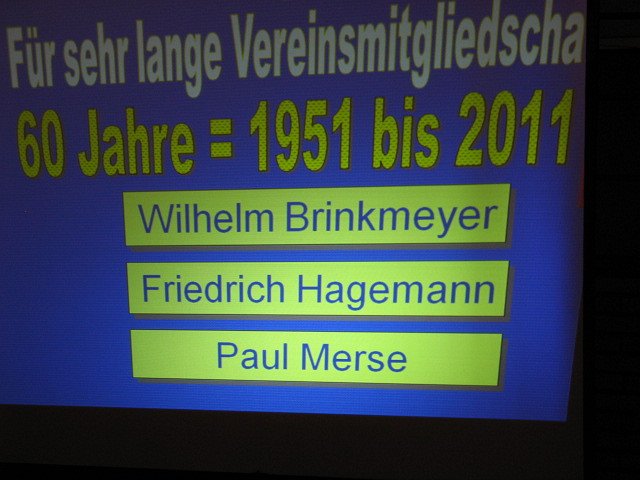 Für sehr lange Vereinsmitgliedscha
60 Jahre = 1951 bis 2011
Wilhelm Brinkmeyer
Friedrich Hagemann
Paul Merse